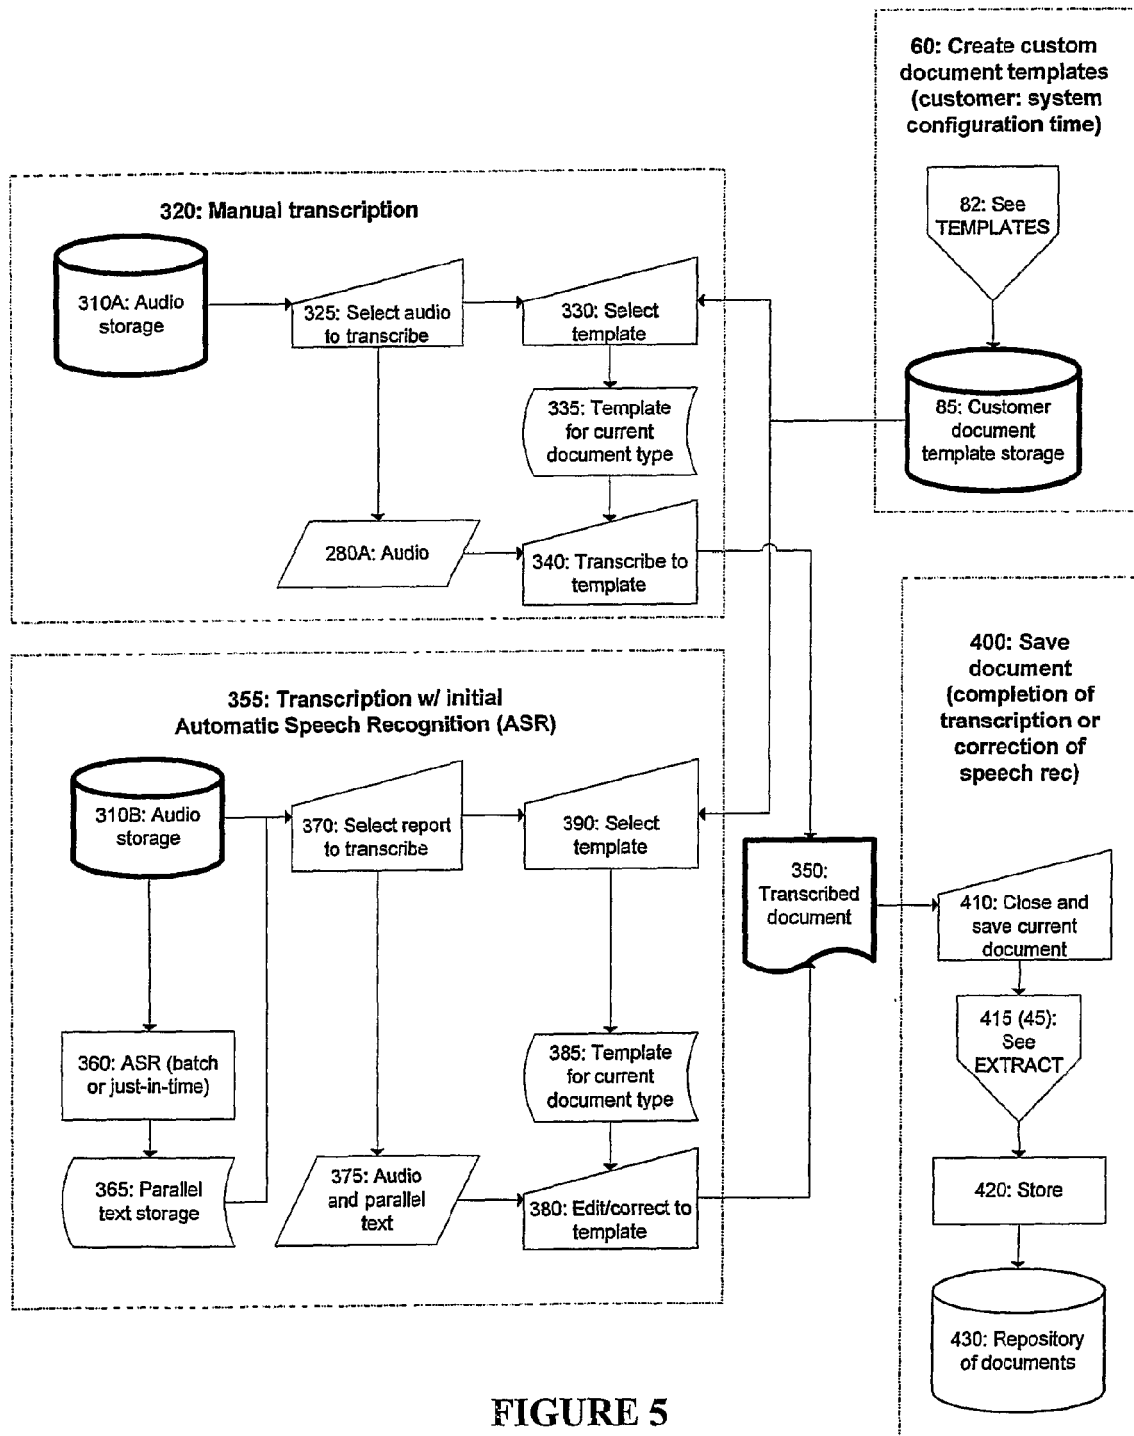 60: Create custom
document templates
(customer: system
configuration time)
82: See
TEMPLATES
85: Customer
document
template storage
320: Manual transcription
310A: Audio
storage
325: Select audio
to transcribe
330: Select
template
335: Template
for current
document type
280A: Audio
340: Transcribe to
template
355: Transcription w/ initial
Automatic Speech Recognition (ASR)
310B: Audio
storage
370: Select report
to transcribe
390: Select
template
360: ASR (batch
or just-in-time)
365: Parallel
text storage
375: Audio
and parallel
text
385: Template
for current
document type
380: Edit/correct to
template
350:
Transcribed
document
400: Save
document
(completion of
transcription or
correction of
speech rec)
410: Close and
save current
document
415 (45):
See
EXTRACT
420: Store
430: Repository
of documents
FIGURE 5